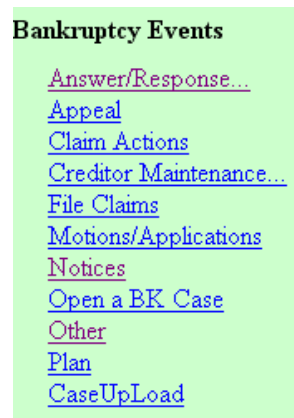 Bankruptcy Events
Answer/Response...
Appeal
Claim Actions
Creditor Maintenance...
File Claims
Motions/Applications
Notices
Open a BK Case
Other
Plan
CaseUpLoad